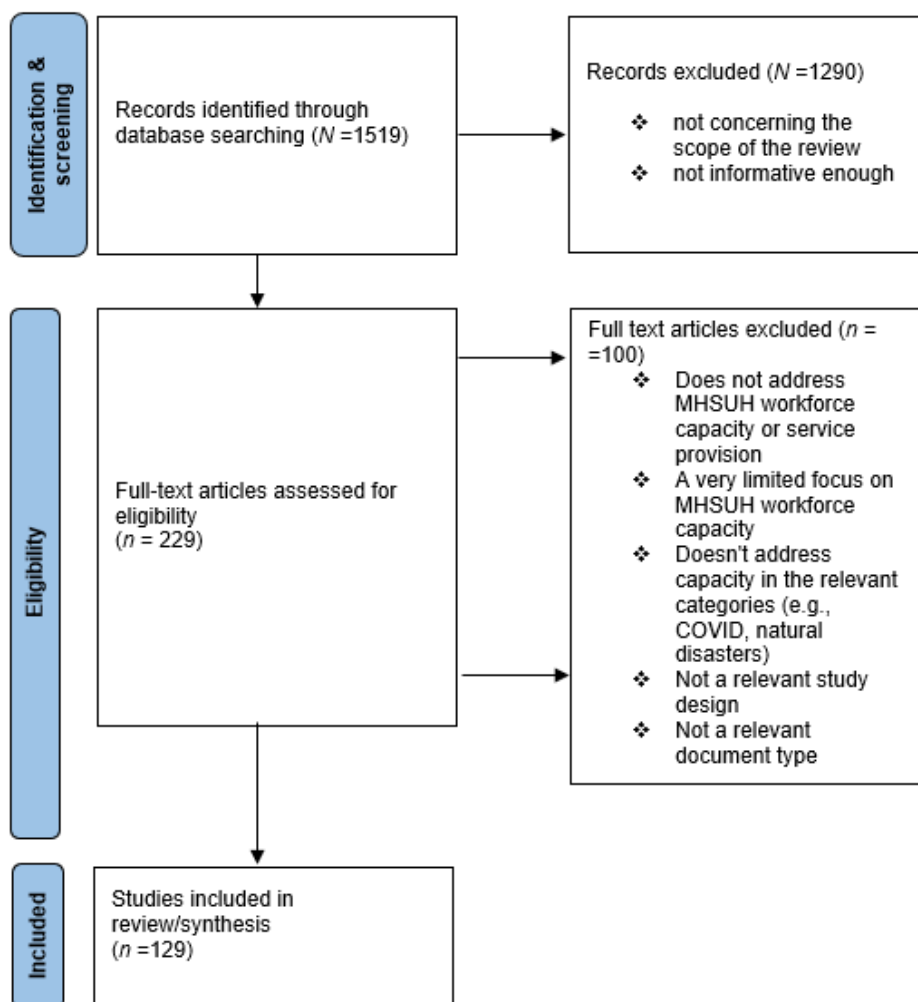 Identification &
screening
Records identified through
database searching (N =1519)
Records excluded (N =1290)
❖ not concerning the
scope of the review
❖ not informative enough
Eligibility
Full-text articles assessed for
eligibility
(n = 229)
Full text articles excluded (n =
=100)
❖ Does not address
MHSUH workforce
capacity or service
provision
❖ A very limited focus on
MHSUH workforce
capacity
❖ Doesn't address
capacity in the relevant
categories (e.g.,
COVID, natural
disasters)
❖ Not a relevant study
design
❖ Not a relevant
document type
Included
Studies included in
review/synthesis
(n =129)